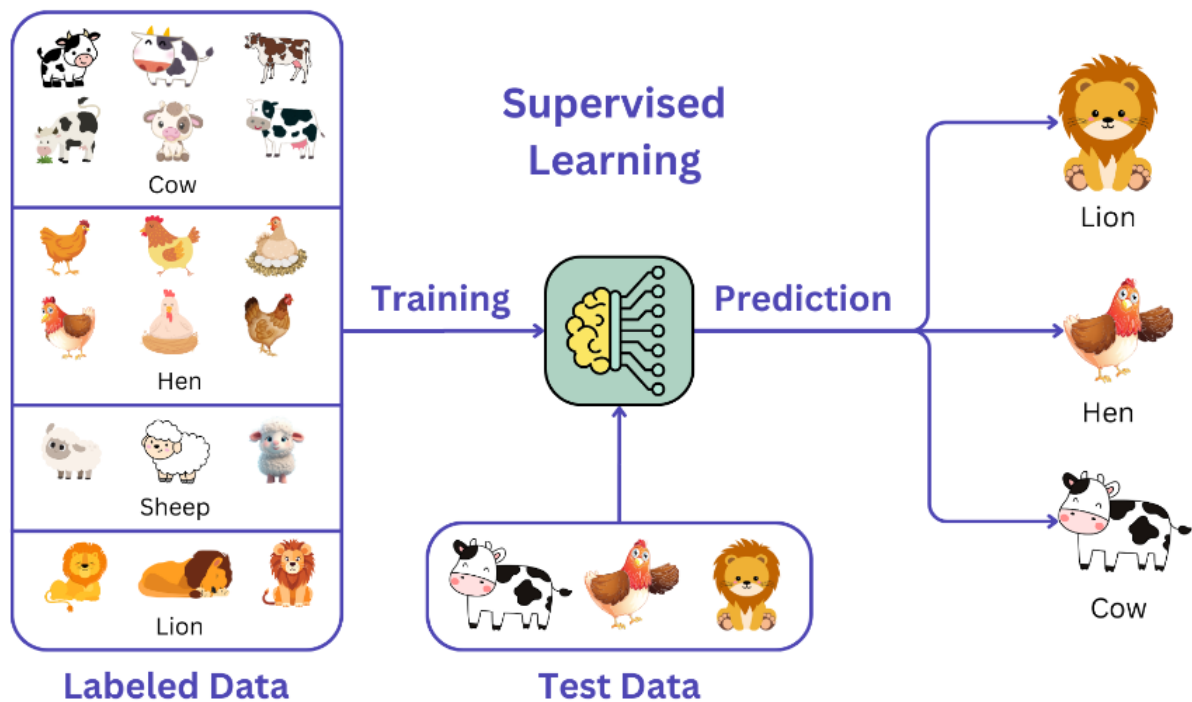 Supervised
Learning
Cow
Hen
Sheep
Lion
Labeled Data
Training
Test Data
Prediction
Lion
Hen
Cow